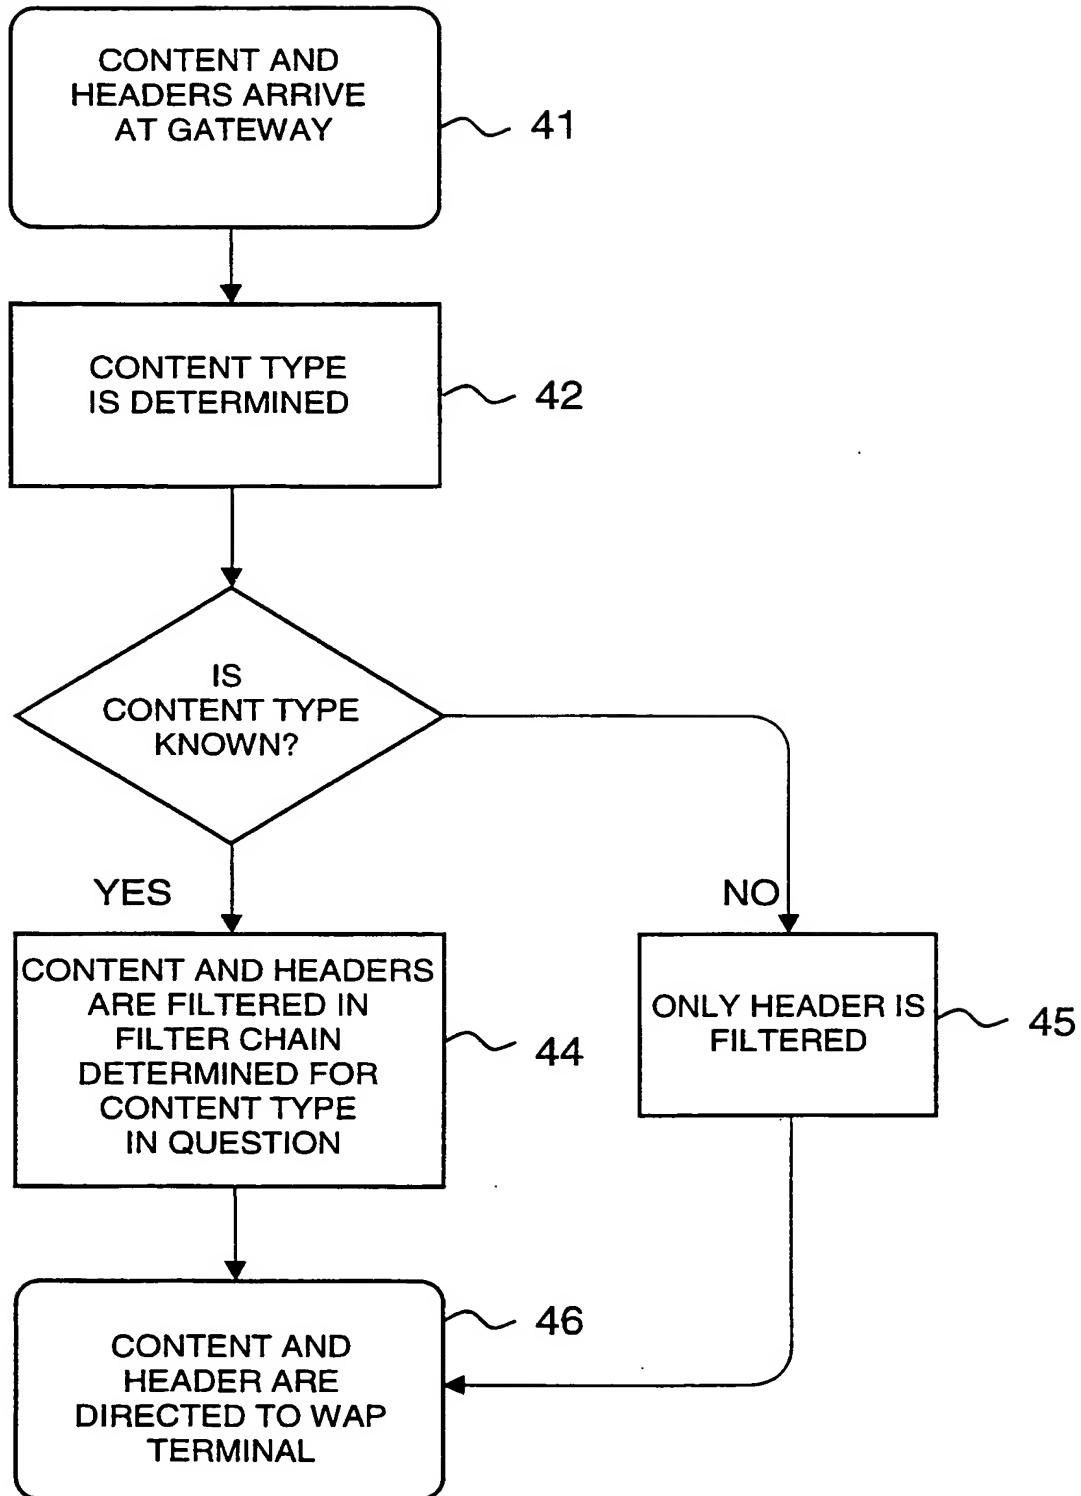 CONTENT AND
HEADERS ARRIVE
AT GATEWAY
41
CONTENT TYPE
IS DETERMINED
42
IS
CONTENT TYPE
KNOWN?
YES
NO
CONTENT AND HEADERS
ARE FILTERED IN
FILTER CHAIN
DETERMINED FOR
CONTENT TYPE
IN QUESTION
44
ONLY HEADER IS
FILTERED
45
CONTENT AND
HEADER ARE
DIRECTED TO WAP
TERMINAL
46